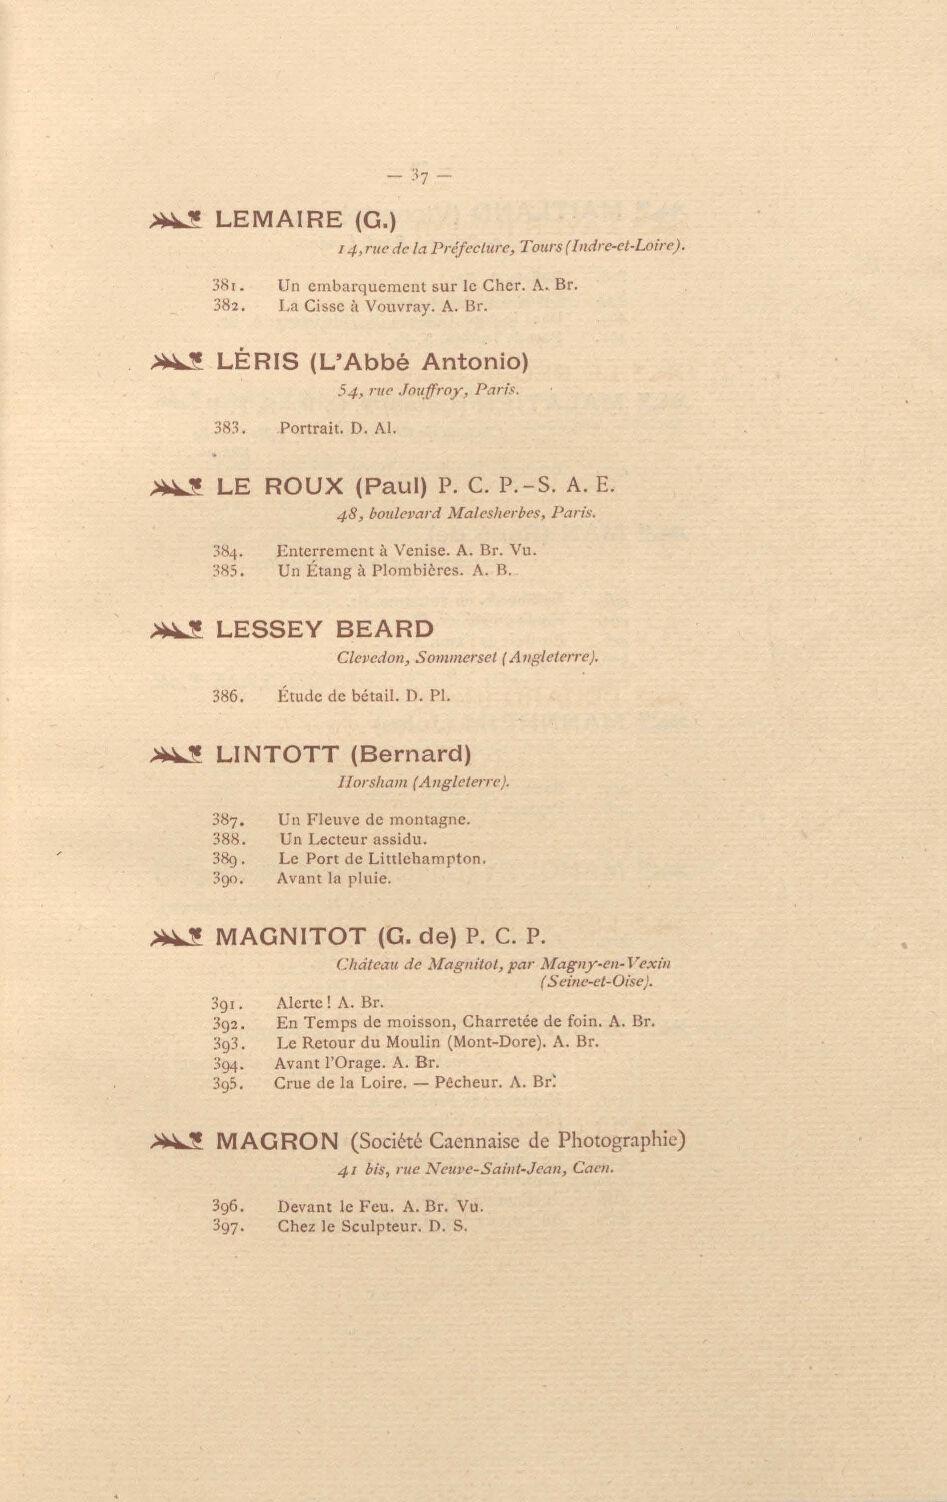 — 37 —
LEMAIRE (G.)
14, rue de la Préfecture, Tours (Indre-et-Loire).
381. Un embarquement sur le Cher. A. Br.
382. La Cisse à Vouvray. A. Br.
LÉRIS (L'Abbé Antonio)
54, rue Jouffroy, Paris.
383. Portrait. D. Al.
LE ROUX (Paul) P. C. P.-S. A. E.
48, boulevard Malesherbes, Paris.
384. Enterrement à Venise. A. Br. Vu.
385. Un Étang à Plombières. A. B.
LESSEY BEARD
Clevedon, Sommerset (Angleterre).
386. Étude de bétail. D. Pl.
LINTOTT (Bernard)
Horsham (Angleterre).
387. Un Fleuve de montagne.
388. Un Lecteur assidu.
389. Le Port de Littlehampton.
390. Avant la pluie.
MAGNITOT (G. de) P. C. P.
Château de Magnitot, par Magny-en-Vexin
(Seine-et-Oise).
391. Alerte ! A. Br.
392. En Temps de moisson, Charretée de foin. A. Br.
393. Le Retour du Moulin (Mont-Dore). A. Br.
394. Avant l'Orage. A. Br.
395. Crue de la Loire. — Pêcheur. A. Br.
MAGRON (Société Caennaise de Photographie)
41 bis, rue Neuve-Saint-Jean, Caen.
396. Devant le Feu. A. Br. Vu.
397. Chez le Sculpteur. D. S.